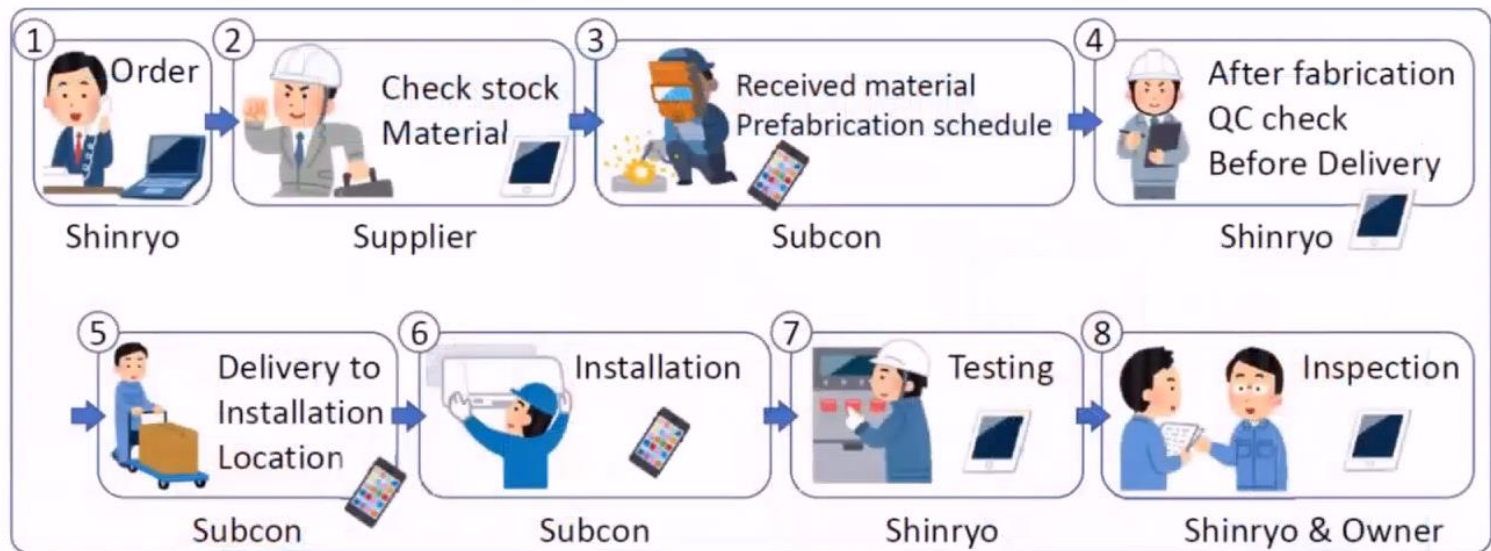 1
Order
Shinryo
2
Check stock
Material
Supplier
3
Received material
Prefabrication schedule
Subcon
4
After fabrication
QC check
Before Delivery
Shinryo
5
Delivery to
Installation
Location
Subcon
6
Installation
Subcon
7
Testing
Shinryo
8
Inspection
Shinryo & Owner